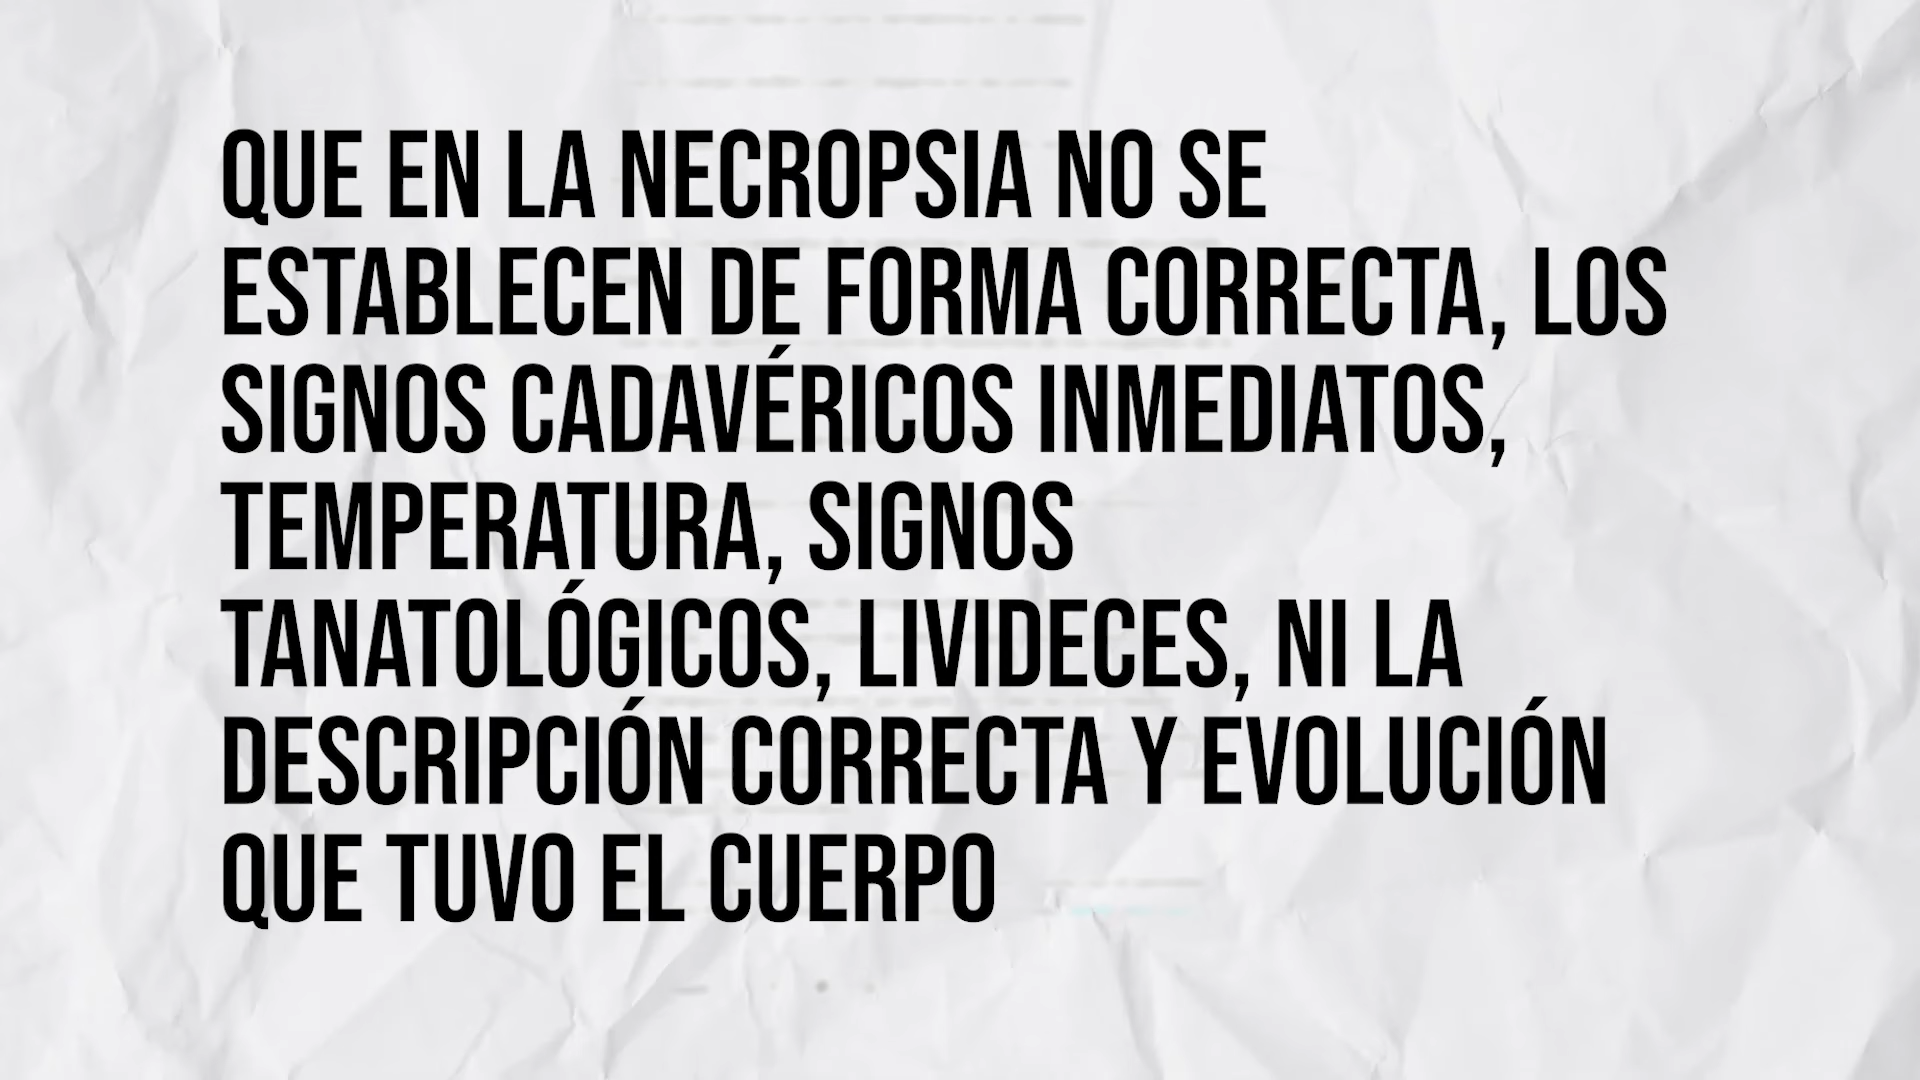 QUE EN LA NECROPSIA NO SE
ESTABLECEN DE FORMA CORRECTA, LOS
SIGNOS CADAVÉRICOS INMEDIATOS,
TEMPERATURA, SIGNOS
TANATOLÓGICOS, LIVIDECES, NI LA
DESCRIPCIÓN CORRECTA Y EVOLUCIÓN
QUE TUVO EL CUERPO